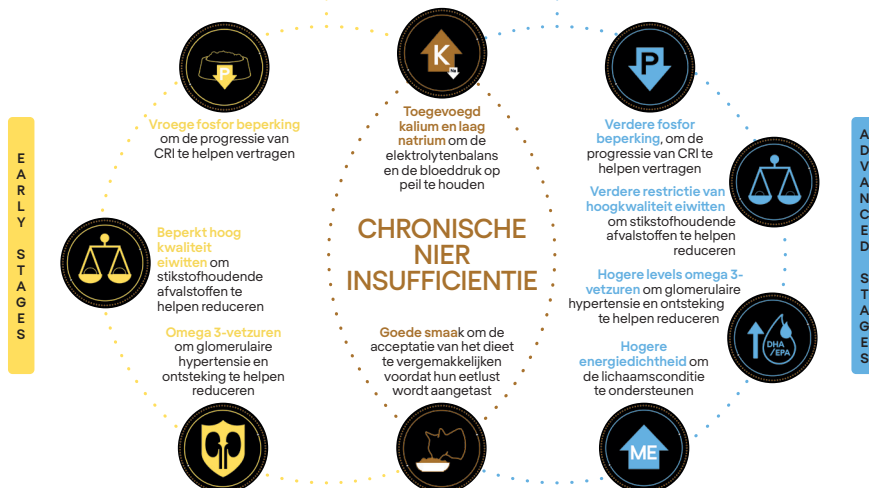 EARLY STAGES
P
Vroege fosfor beperking
om de progressie van
CRI te helpen vertragen
Beperkt hoog
kwaliteit
eiwitten om
stikstofhoudende
afvalstoffen te
helpen reduceren
Omega 3-vetzuren
om glomerulaire
hypertensie en
ontsteking te helpen
reduceren
K
Na
Toegevoegd
kalium en laag
natrium om de
elektrolytenbalans
en de bloeddruk op
peil te houden
CHRONISCHE
NIER
INSUFFICIENTIE
Goede smaak om de
acceptatie van het dieet
te vergemakkelijken
voordat hun eetlust
wordt aangetast
P
Verdere fosfor
beperking, om de
progressie van CRI te
helpen vertragen
Verdere restrictie van
hoogkwaliteit eiwitten
om stikstofhoudende
afvalstoffen te helpen
reduceren
Hogere levels omega 3-
vetzuren om glomerulaire
hypertensie en ontsteking
te helpen reduceren
DHA
/EPA
Hogere
energiedichtheid om
de lichaamsconditie
te ondersteunen
ME
ADVANCED STAGES